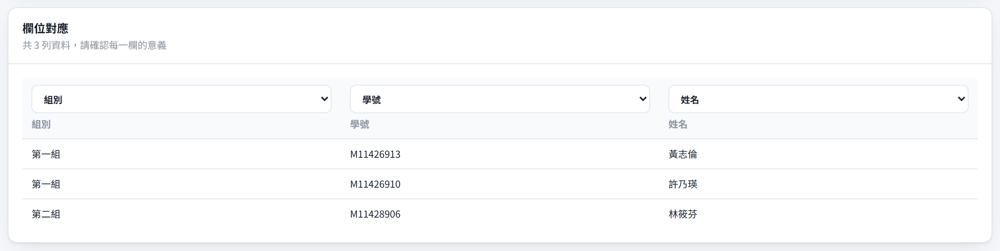 欄位對應
共 3 列資料，請確認每一欄的意義
組別 學號 姓名
組別 學號 姓名
第一組 M11426913 黃志倫
第一組 M11426910 許乃瑛
第二組 M11428906 林筱芬